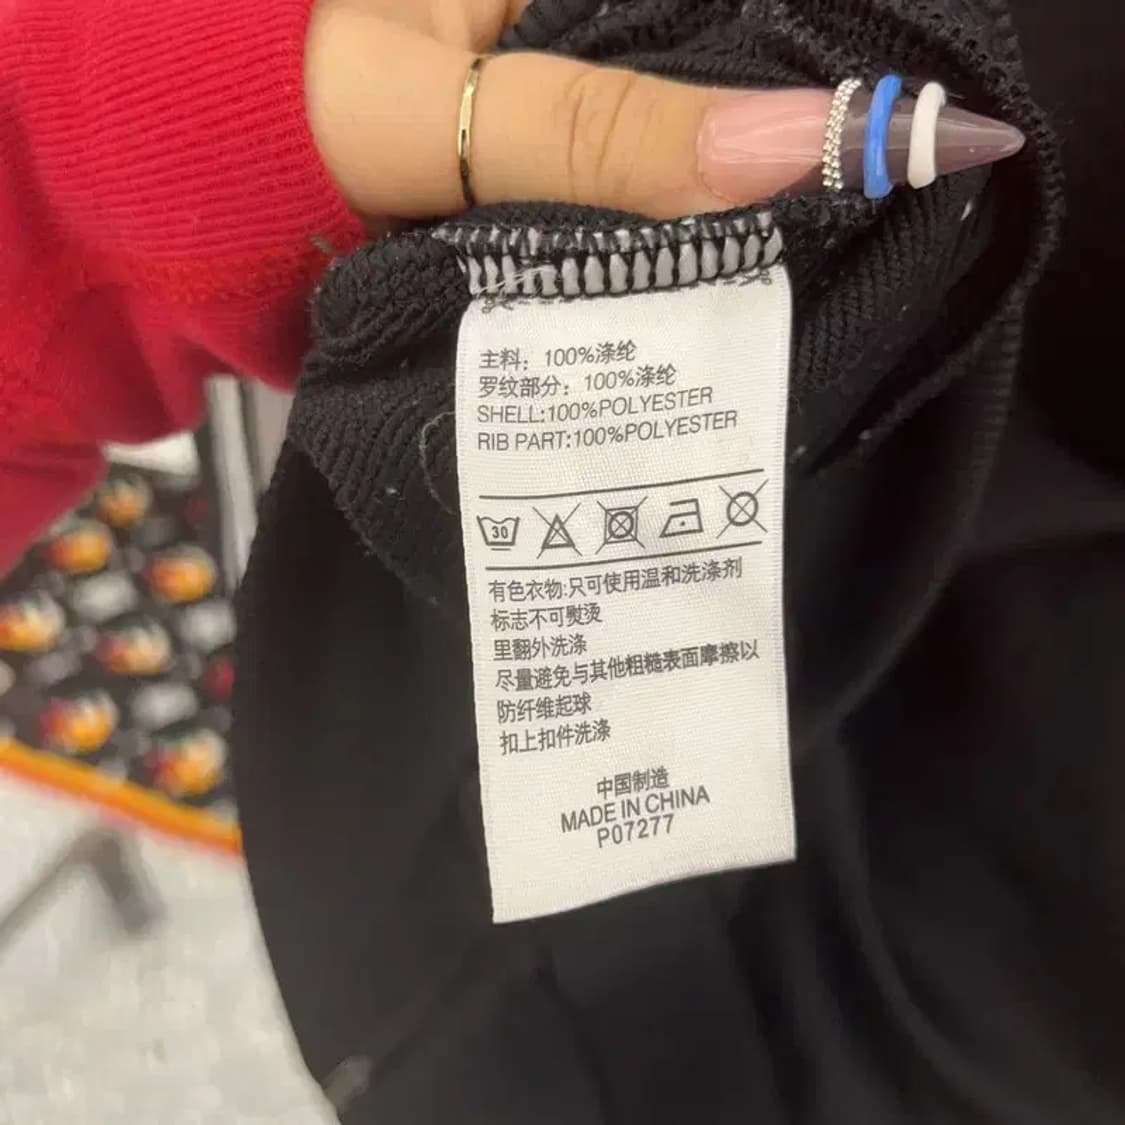 主料：100%涤纶
罗纹部分：100%涤纶
SHELL:100%POLYESTER
RIB PART:100%POLYESTER
30
有色衣物:只可使用温和洗涤剂
标志不可熨烫
里翻外洗涤
尽量避免与其他粗糙表面摩擦以
防纤维起球
扣上扣件洗涤
中国制造
MADE IN CHINA
P07277